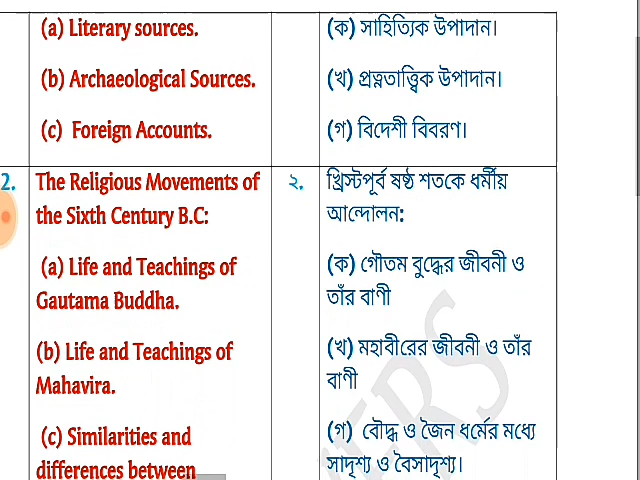 (a) Literary sources.
(ক) সাহিত্যিক উপাদান।
(b) Archaeological Sources.
(খ) প্রত্নতাত্ত্বিক উপাদান।
(c) Foreign Accounts.
(গ) বিদেশী বিবরণ।
2. The Religious Movements of
the Sixth Century B.C:
(a) Life and Teachings of
Gautama Buddha.
(b) Life and Teachings of
Mahavira.
(c) Similarities and
differences between
২. খ্রিস্টপূর্ব ষষ্ঠ শতকে ধর্মীয়
আন্দোলন:
(ক) গৌতম বুদ্ধের জীবনী ও
তাঁর বাণী
(খ) মহাবীরের জীবনী ও তাঁর
বাণী
(গ) বৌদ্ধ ও জৈন ধর্মের মধ্যে
সাদৃশ্য ও বৈসাদৃশ্য।